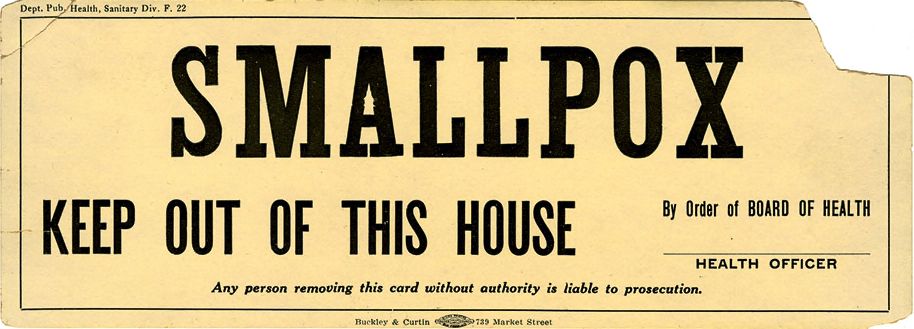 Dept. Pub. Health, Sanitary Div. F. 22
SMALLPOX
KEEP OUT OF THIS HOUSE
By Order of BOARD OF HEALTH
HEALTH OFFICER
Any person removing this card without authority is liable to prosecution.
Buckley & Curtin 739 Market Street